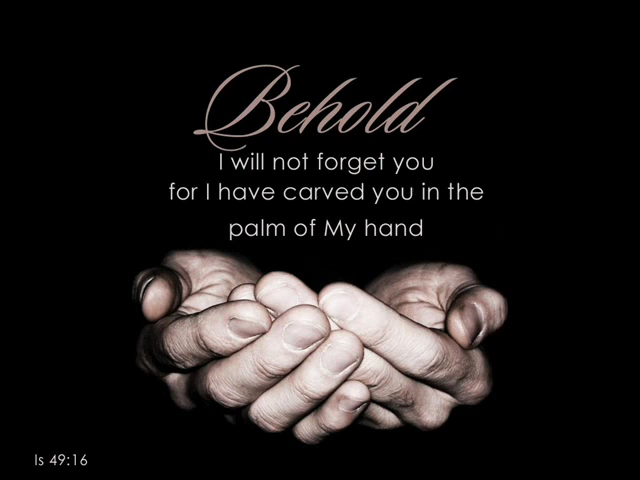 Behold
I will not forget you
for I have carved you in the
palm of My hand
Is 49:16